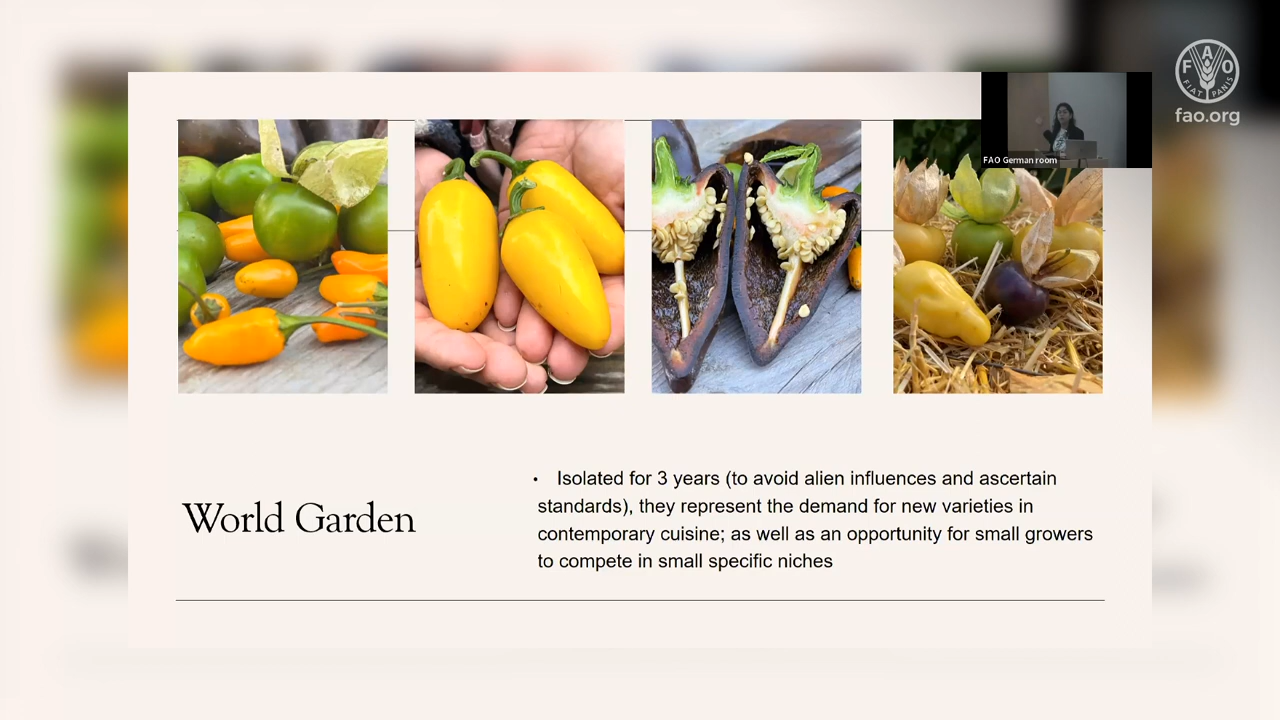 F A O
FIAT PANIS
fao.org
FAO German room
World Garden
• Isolated for 3 years (to avoid alien influences and ascertain
standards), they represent the demand for new varieties in
contemporary cuisine; as well as an opportunity for small growers
to compete in small specific niches